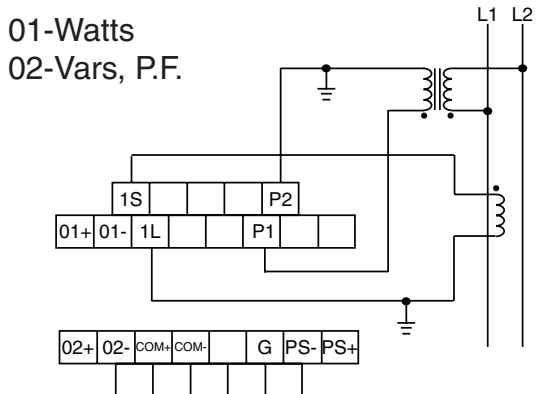 01-Watts
02-Vars, P.F.
L1 L2
1S P2
01+ 01- 1L P1
02+ 02- COM+ COM- G PS- PS+